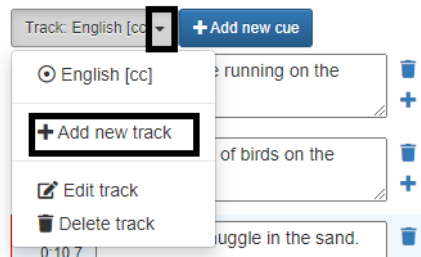 Track: English [cc
Add new cue
English [cc]
running on the
Add new track
of birds on the
Edit track
Delete track
uggle in the sand.
0:10.7